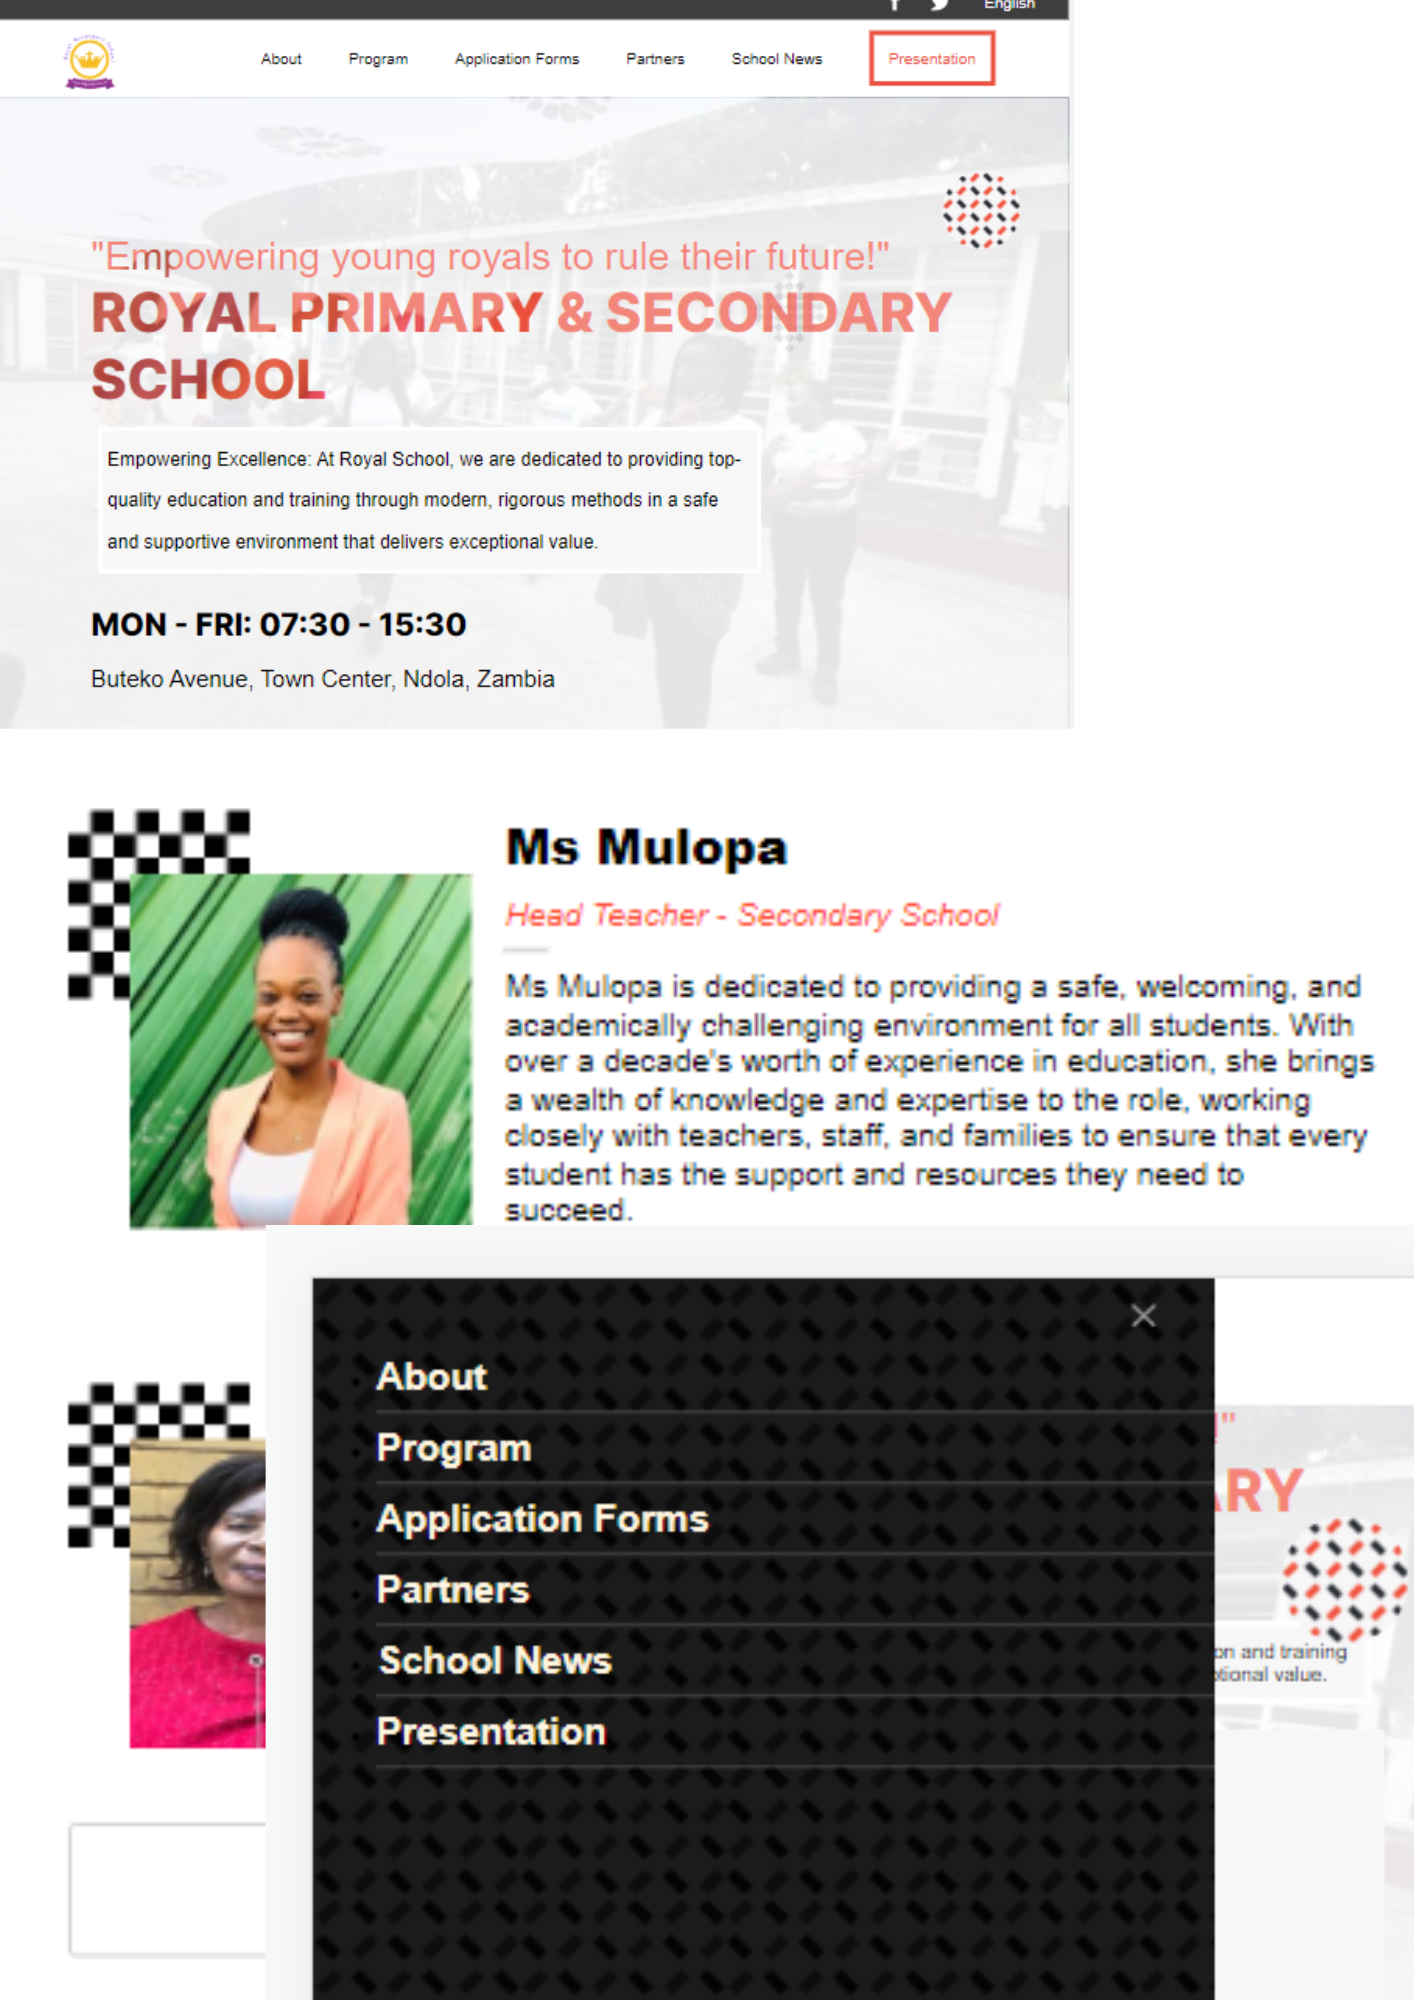 English
About Program Application Forms Partners School News Presentation
"Empowering young royals to rule their future!"
ROYAL PRIMARY & SECONDARY
SCHOOL
Empowering Excellence: At Royal School, we are dedicated to providing top-
quality education and training through modern, rigorous methods in a safe
and supportive environment that delivers exceptional value.
MON - FRI: 07:30 - 15:30
Buteko Avenue, Town Center, Ndola, Zambia
Ms Mulopa
Head Teacher - Secondary School
Ms Mulopa is dedicated to providing a safe, welcoming, and
academically challenging environment for all students. With
over a decade's worth of experience in education, she brings
a wealth of knowledge and expertise to the role, working
closely with teachers, staff, and families to ensure that every
student has the support and resources they need to
succeed.
About
Program
Application Forms
Partners
School News
Presentation
!"
ARY
on and training
otional value.